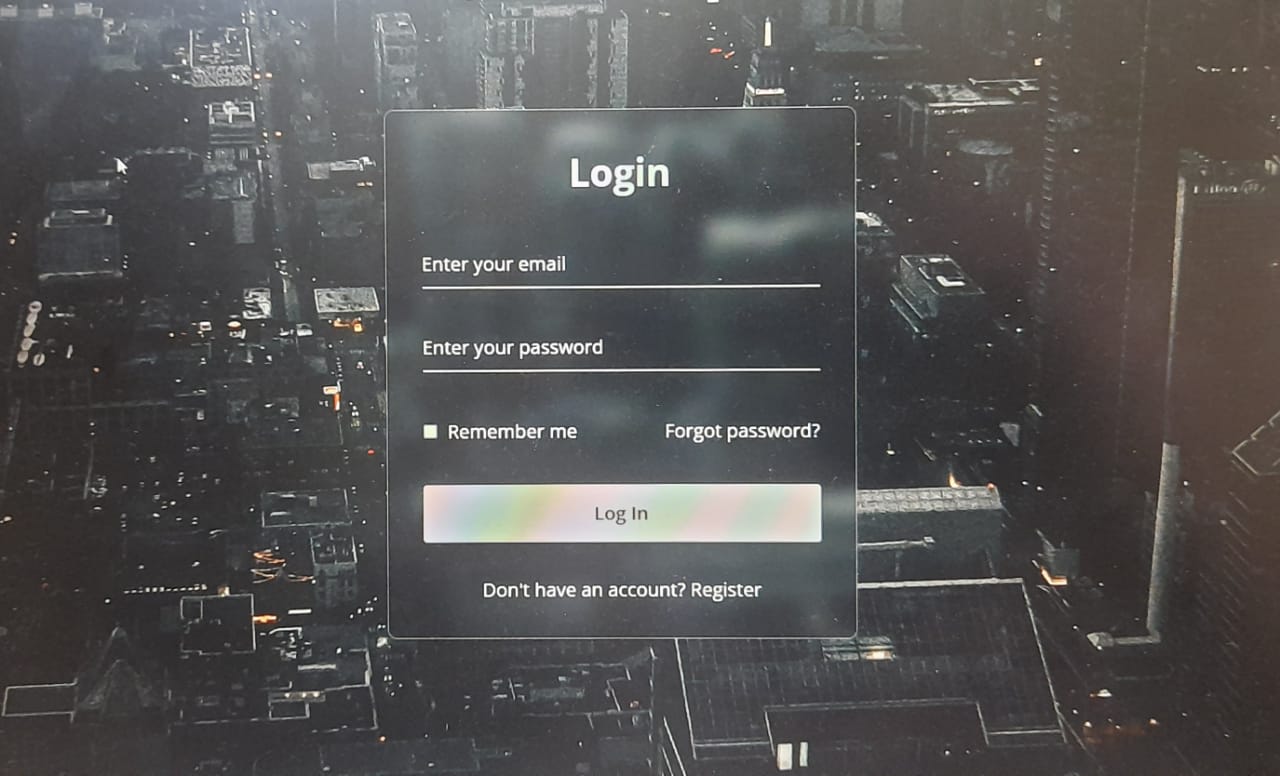 Login
Enter your email
Enter your password
Remember me Forgot password?
Log In
Don't have an account? Register